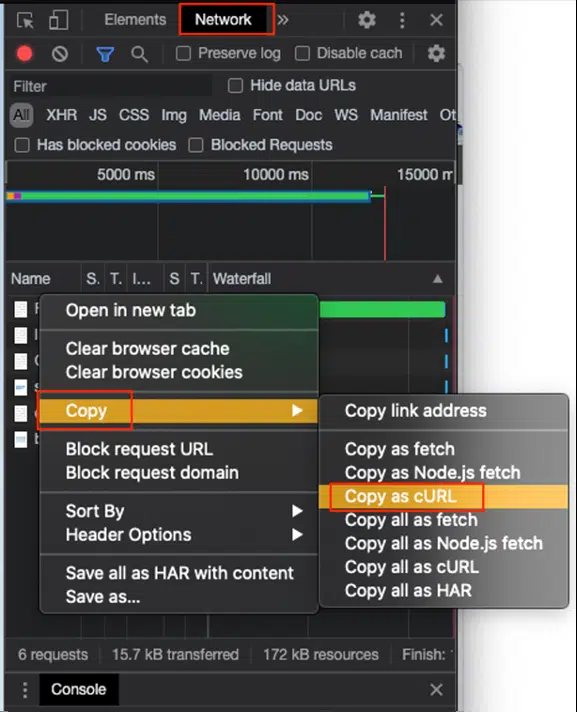 Elements Network »
Preserve log Disable cach
Filter Hide data URLs
All XHR JS CSS Img Media Font Doc WS Manifest Ot
Has blocked cookies Blocked Requests
5000 ms 10000 ms 15000 m
Name S. T. I... S T. Waterfall
Open in new tab
Clear browser cache
Clear browser cookies
Copy
Block request URL
Block request domain
Sort By
Header Options
Save all as HAR with content
Save as...
Copy link address
Copy as fetch
Copy as Node.js fetch
Copy as cURL
Copy all as fetch
Copy all as Node.js fetch
Copy all as cURL
Copy all as HAR
6 requests 15.7 kB transferred 172 kB resources Finish:
Console